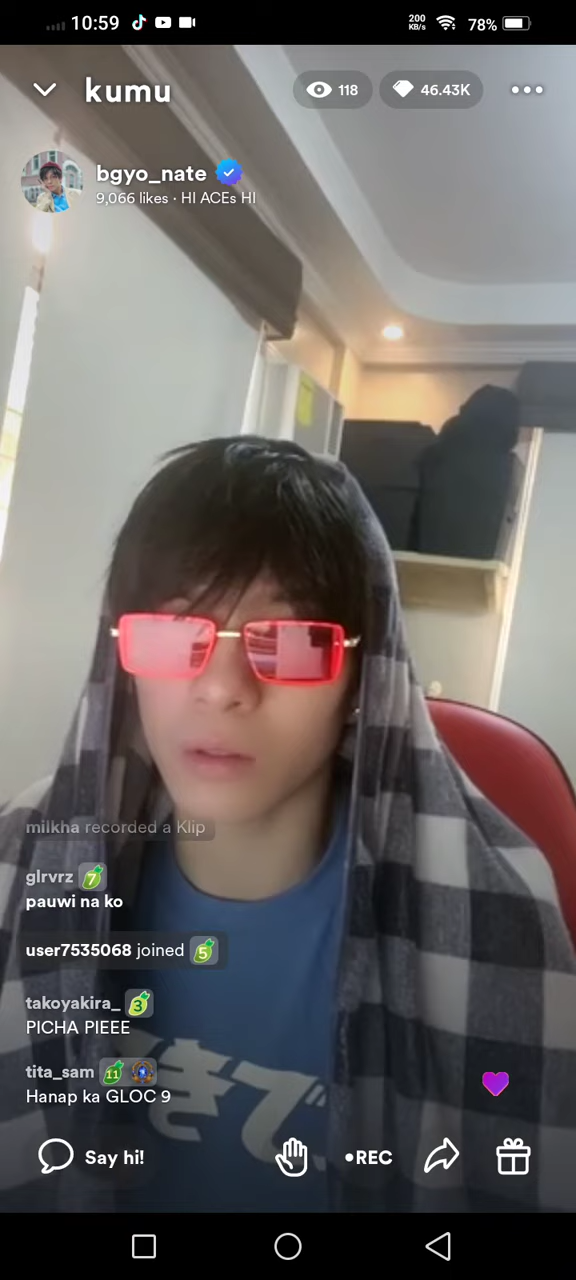 10:59
200
KB/s
78%
kumu
118
46.43K
bgyo_nate
9,066 likes · HI ACEs HI
milkha recorded a Klip
glrvrz 7
pauwi na ko
user7535068 joined 5
takoyakira_ 3
PICHA PIEEE
tita_sam 11
Hanap ka GLOC 9
きで
Say hi!
•REC